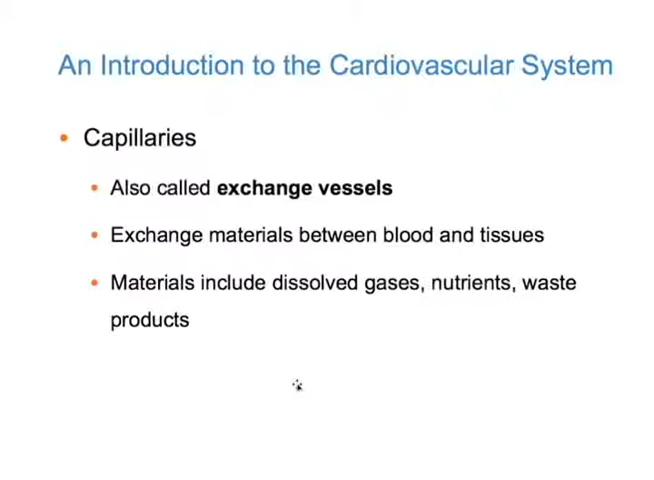 An Introduction to the Cardiovascular System
• Capillaries
• Also called exchange vessels
• Exchange materials between blood and tissues
• Materials include dissolved gases, nutrients, waste
products